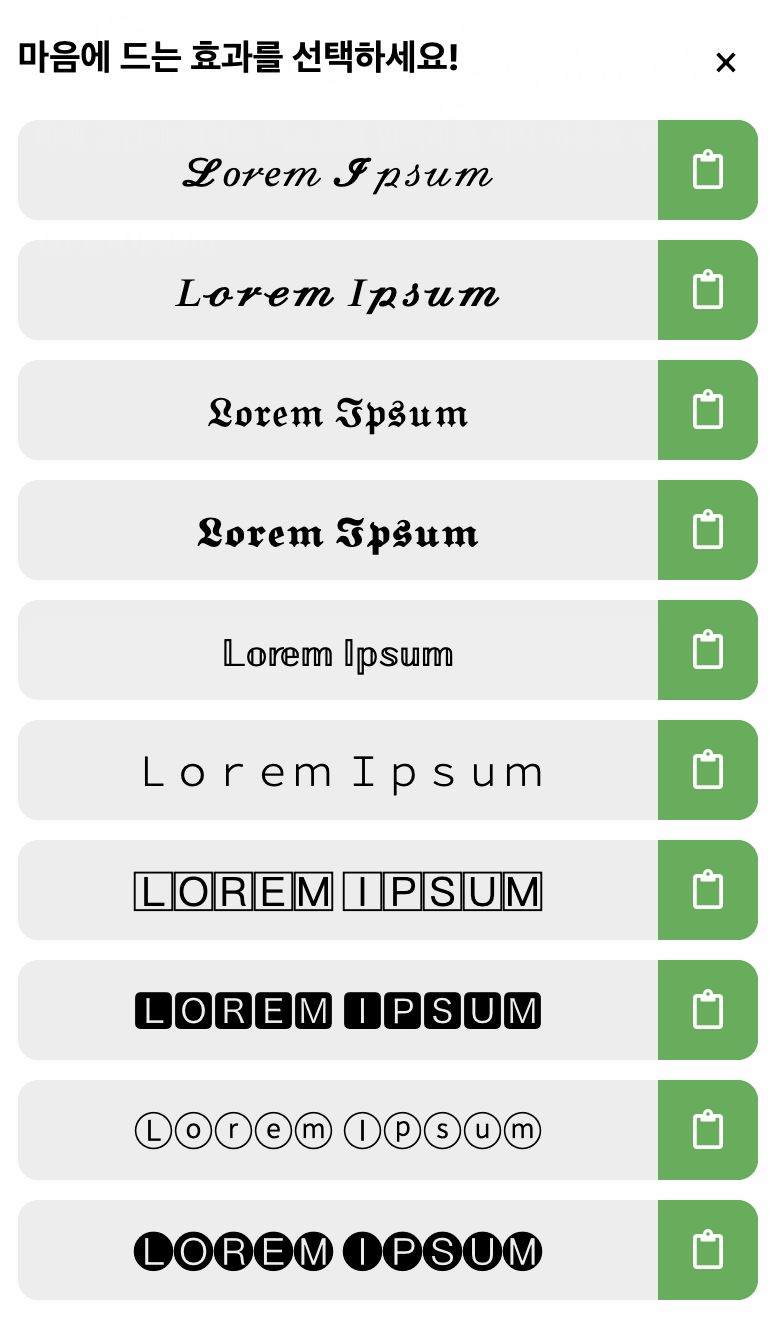 마음에 드는 효과를 선택하세요!
𝓛𝑜𝓇𝑒𝓂 𝓘𝓅𝓈𝓊𝓂
𝐿𝓸𝓻𝓮𝓶 𝐼𝓹𝓼𝓾𝓶
𝔏𝔬𝔯𝔢𝔪 ℑ𝔭𝔰𝔲𝔪
𝕷𝖔𝖗𝖊𝖒 𝕴𝖕𝖘𝖚𝖒
𝕃𝕠𝕣𝕖𝕞 𝕀𝕡𝕤𝕦𝕞
Ｌｏｒｅｍ Ｉｐｓｕｍ
🄻🄾🅁🄴🄼 🄸🄿🅂🅄🄼
🅻🅾🆁🅴🅼 🅸🅿🆂🆄🅼
Ⓛⓞⓡⓔⓜ Ⓘⓟⓢⓤⓜ
🅛🅞🅡🅔🅜 🅘🅟🅢🅤🅜